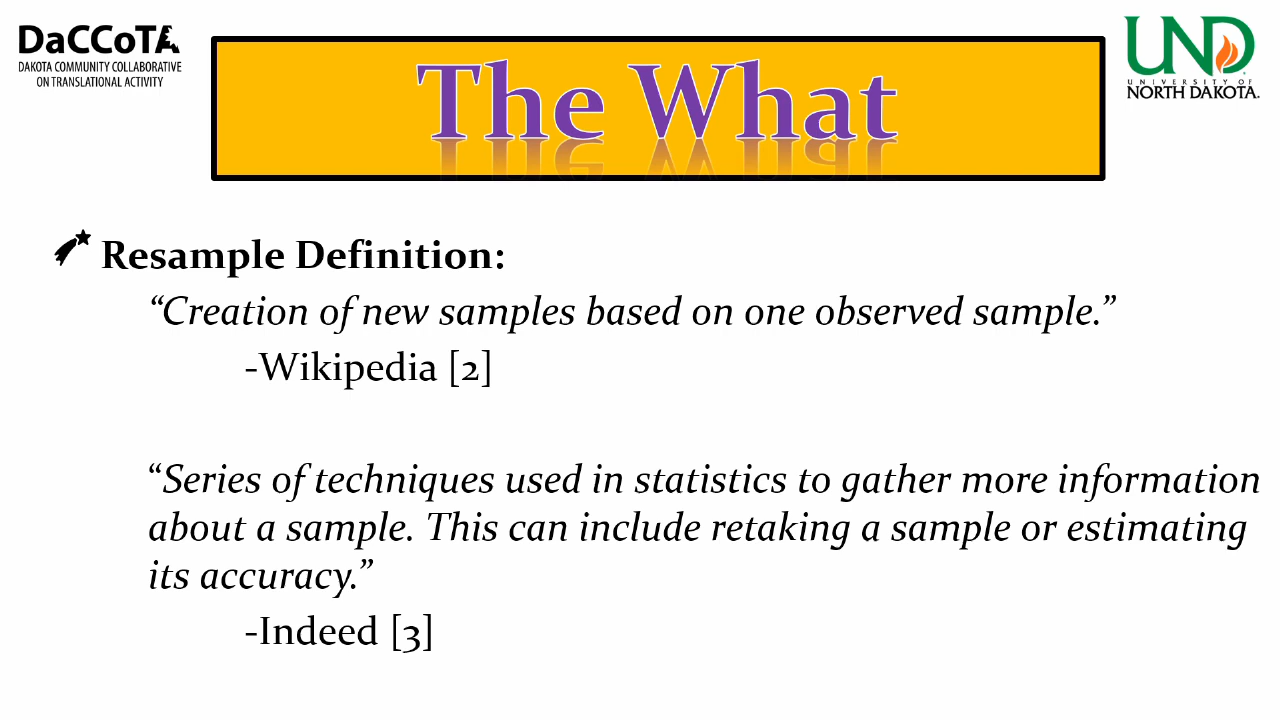 DaCCoTA
DAKOTA COMMUNITY COLLABORATIVE
ON TRANSLATIONAL ACTIVITY
The What
UND
UNIVERSITY OF
NORTH DAKOTA.
Resample Definition:
“Creation of new samples based on one observed sample.”
-Wikipedia [2]
“Series of techniques used in statistics to gather more information
about a sample. This can include retaking a sample or estimating
its accuracy.”
-Indeed [3]